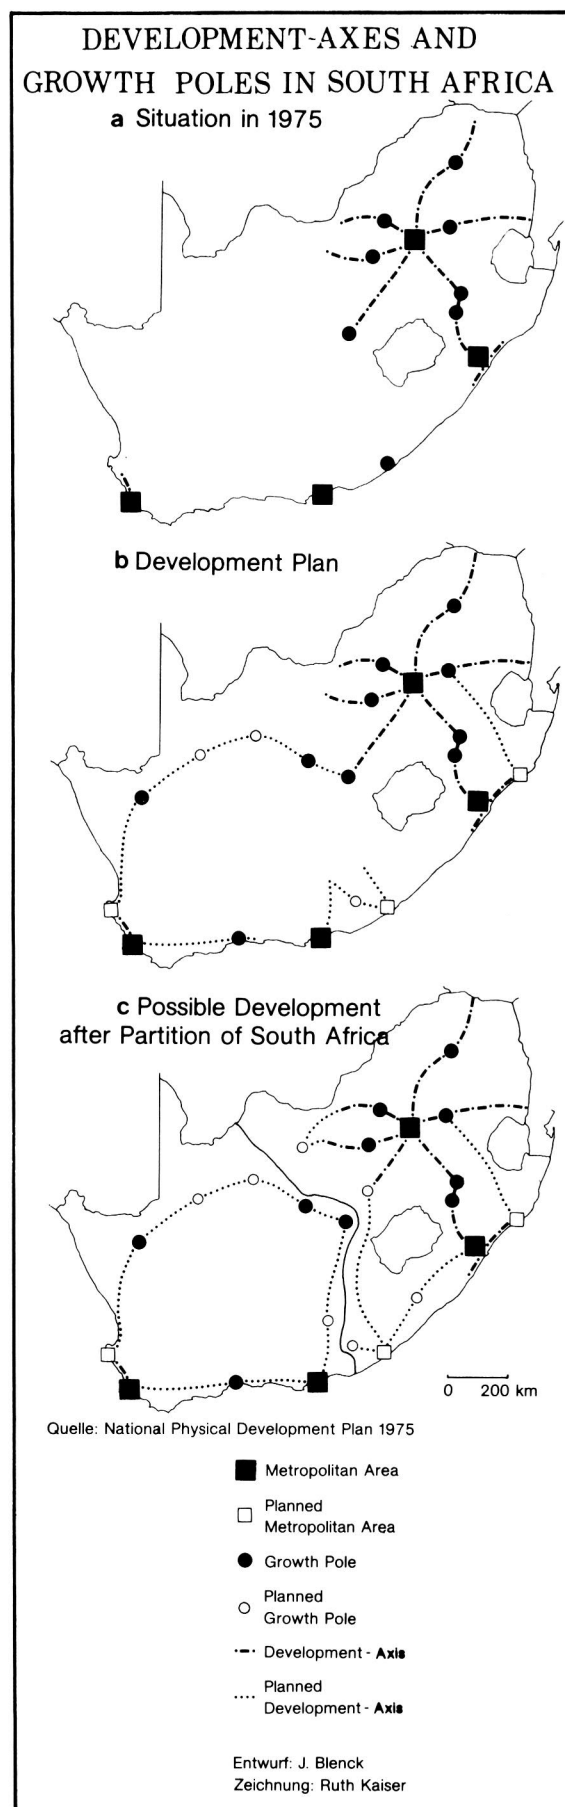 DEVELOPMENT-AXES AND
GROWTH POLES IN SOUTH AFRICA
a Situation in 1975
b Development Plan
c Possible Development
after Partition of South Africa
0 200 km
Quelle: National Physical Development Plan 1975
Metropolitan Area
Planned
Metropolitan Area
Growth Pole
Planned
Growth Pole
Development - Axis
Planned
Development - Axis
Entwurf: J. Blenck
Zeichnung: Ruth Kaiser